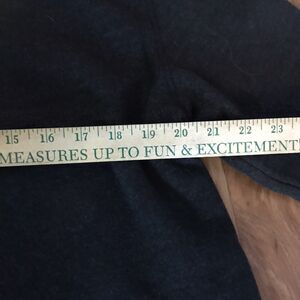 15 16 17 18 19 20 21 22 23
MEASURES UP TO FUN & EXCITEMENT